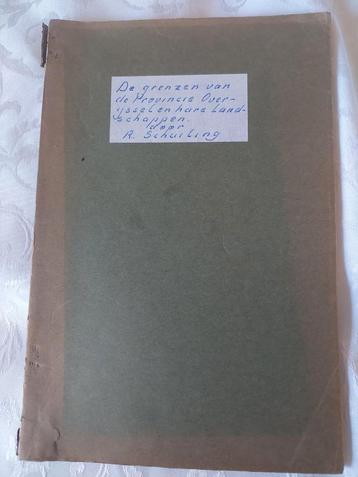 De grenzen van
de Provincie Over-
ijssel en hare Land-
schappen.
door
R. Schuiling